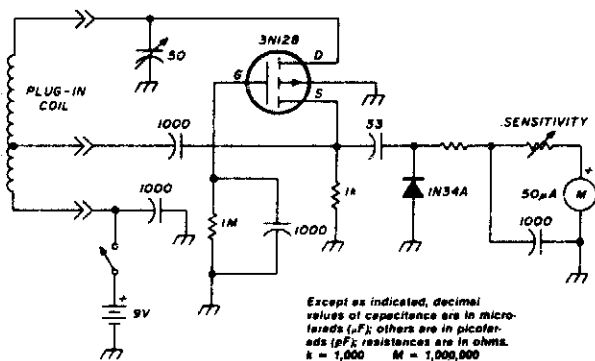 3N128
D
G
S
50
PLUG-IN
COIL
1000
33
SENSITIVITY
1000
1M
1000
1k
1N34A
50μA
M
+
1000
+
9V
Except as indicated, decimal
values of capacitance are in micro-
farads (μF); others are in picofar-
ads (pF); resistances are in ohms.
k = 1,000 M = 1,000,000